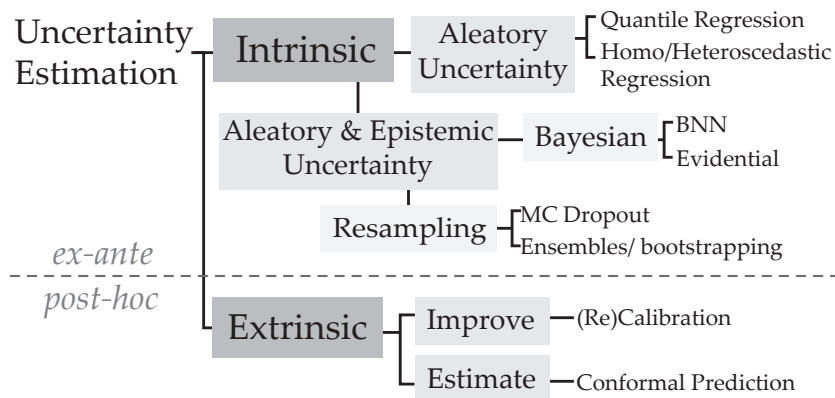 Uncertainty
Estimation
Intrinsic
Aleatory
Uncertainty
Quantile Regression
Homo/Heteroscedastic
Regression
Aleatory & Epistemic
Uncertainty
Bayesian
BNN
Evidential
Resampling
MC Dropout
Ensembles/ bootstrapping
ex-ante
post-hoc
Extrinsic
Improve
(Re)Calibration
Estimate
Conformal Prediction